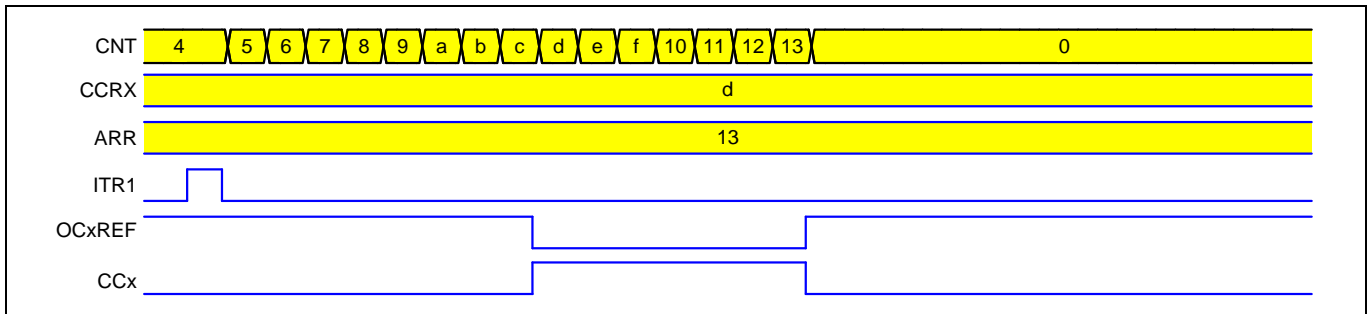 CNT 4 5 6 7 8 9 a b c d e f 10 11 12 13 0
CCRX d
ARR 13
ITR1
OCxREF
CCx